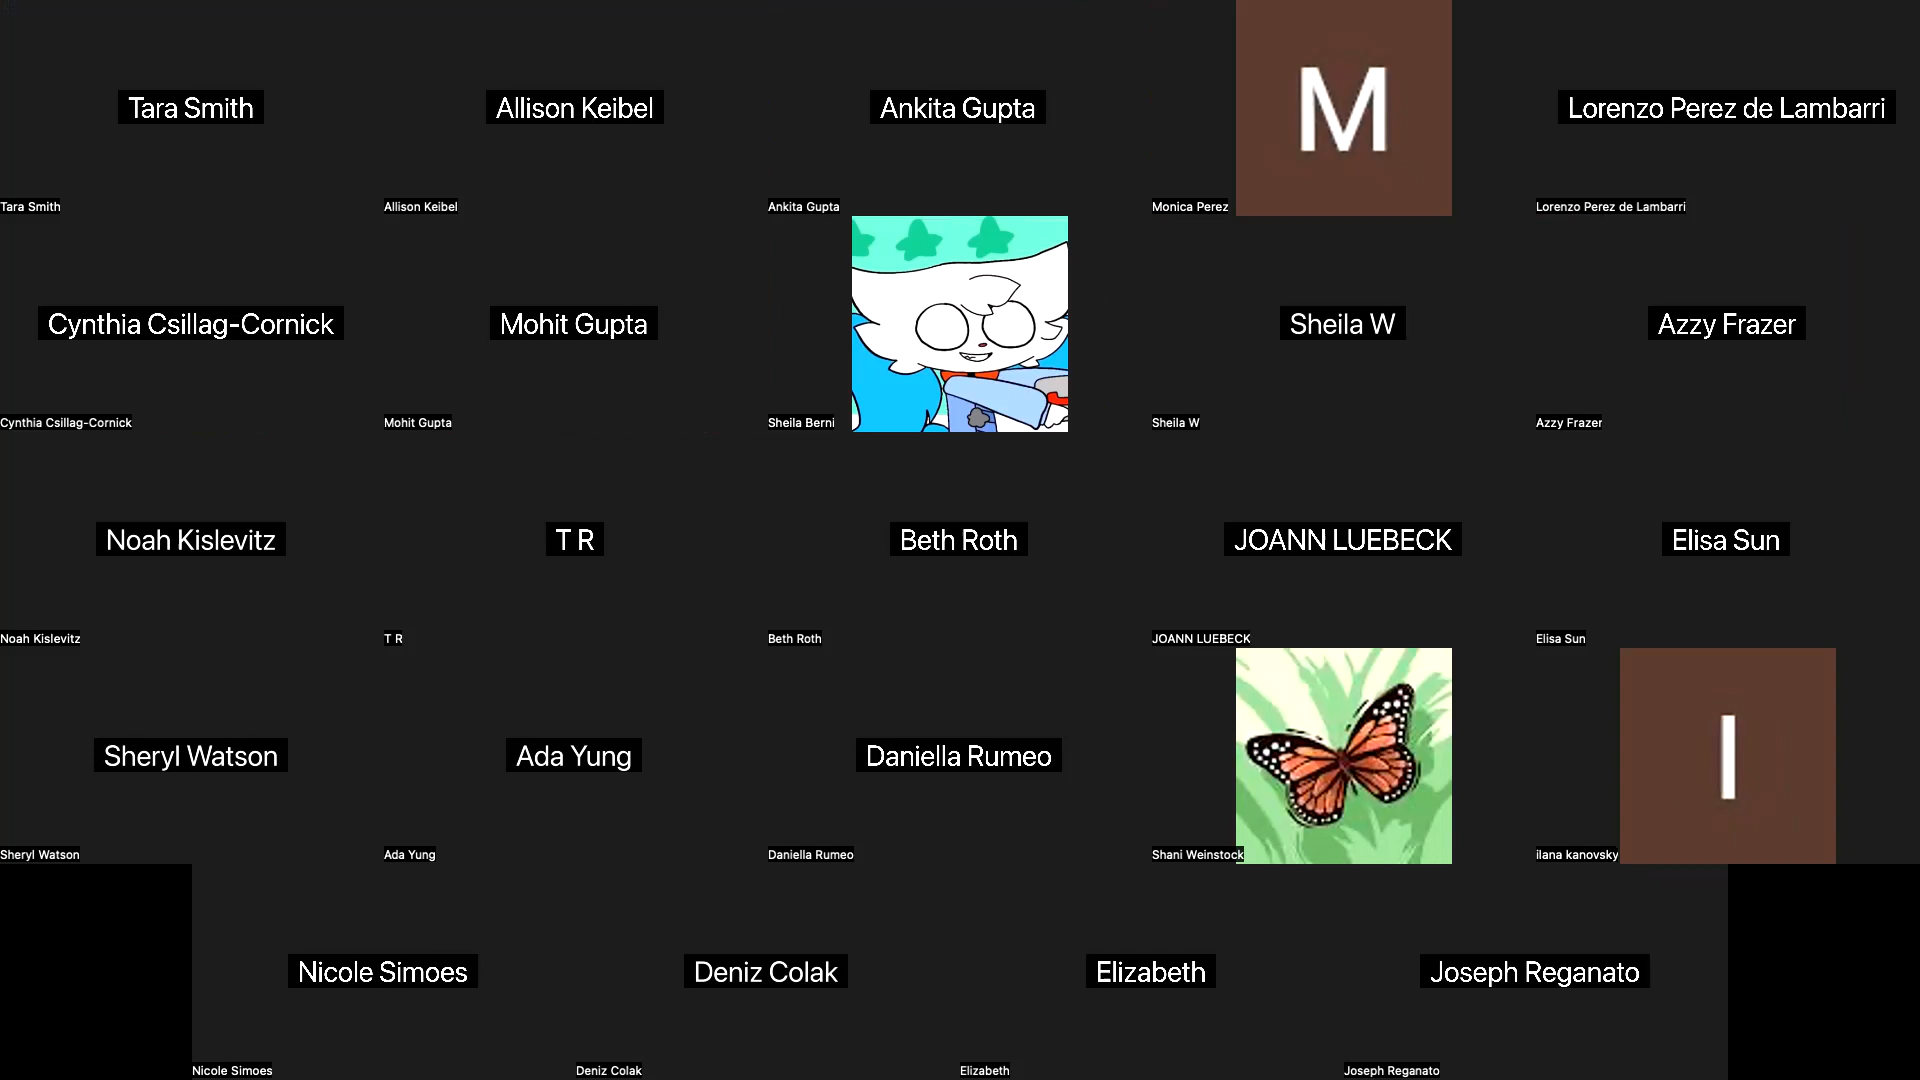 Tara Smith
Allison Keibel
Ankita Gupta
M
Lorenzo Perez de Lambarri
Tara Smith
Allison Keibel
Ankita Gupta
Monica Perez
Lorenzo Perez de Lambarri
Cynthia Csillag-Cornick
Mohit Gupta
Sheila W
Azzy Frazer
Cynthia Csillag-Cornick
Mohit Gupta
Sheila Berni
Sheila W
Azzy Frazer
Noah Kislevitz
T R
Beth Roth
JOANN LUEBECK
Elisa Sun
Noah Kislevitz
T R
Beth Roth
JOANN LUEBECK
Elisa Sun
Sheryl Watson
Ada Yung
Daniella Rumeo
I
Sheryl Watson
Ada Yung
Daniella Rumeo
Shani Weinstock
ilana kanovsky
Nicole Simoes
Deniz Colak
Elizabeth
Joseph Reganato
Nicole Simoes
Deniz Colak
Elizabeth
Joseph Reganato